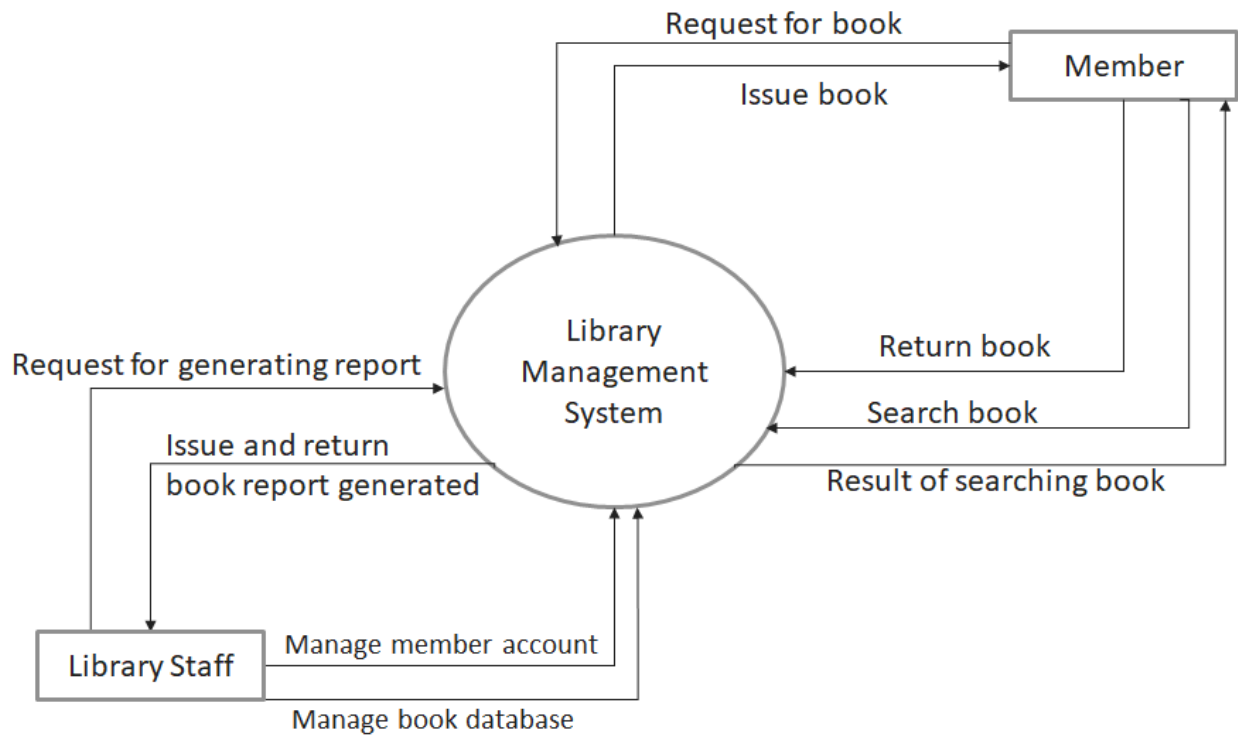 Request for book
Member
Issue book
Library
Management
System
Return book
Request for generating report
Search book
Issue and return
book report generated
Result of searching book
Manage member account
Library Staff
Manage book database